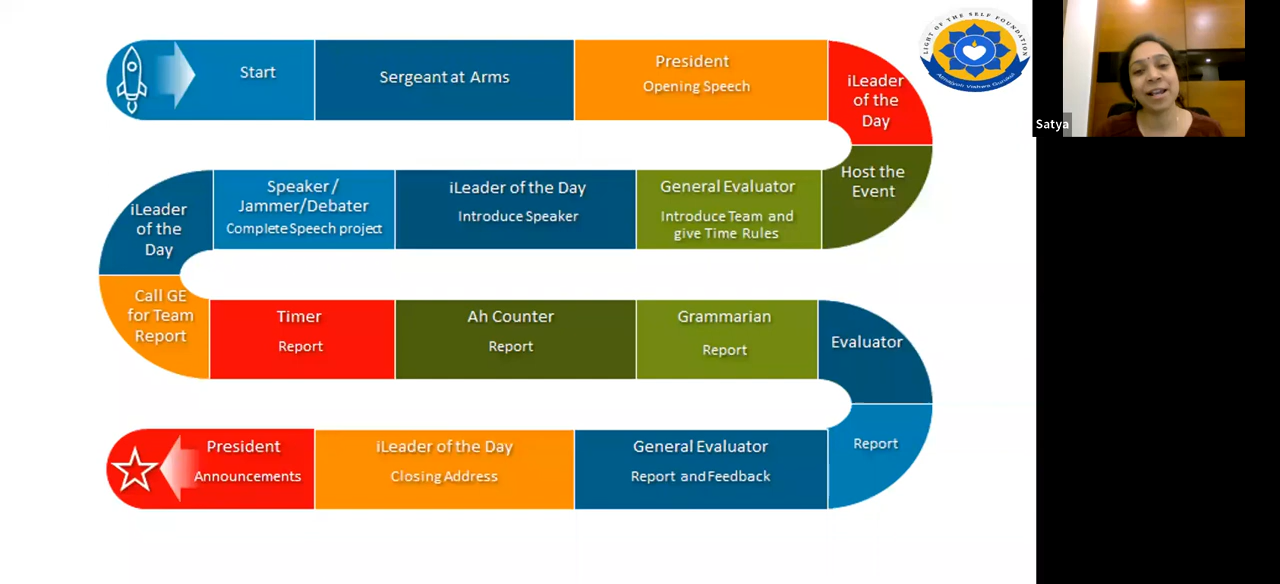 Start
Sergeant at Arms
President
Opening Speech
iLeader
of the
Day
Host the
Event
General Evaluator
Introduce Team and
give Time Rules
iLeader of the Day
Introduce Speaker
Speaker /
Jammer/Debater
Complete Speech project
iLeader
of the
Day
Call GE
for Team
Report
Timer
Report
Ah Counter
Report
Grammarian
Report
Evaluator
Report
General Evaluator
Report and Feedback
iLeader of the Day
Closing Address
President
Announcements
LIGHT OF THE SELF FOUNDATION
Satya